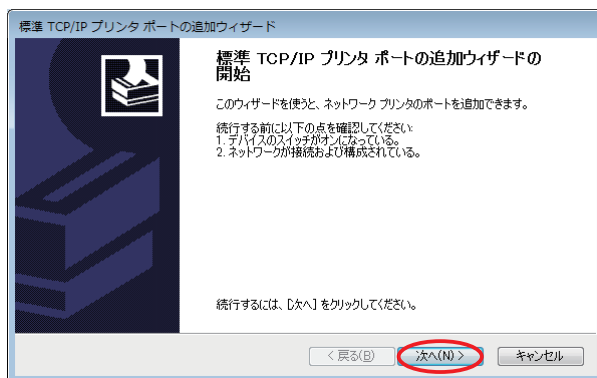 標準 TCP/IP プリンタ ポートの追加ウィザード
標準 TCP/IP プリンタ ポートの追加ウィザードの
開始
このウィザードを使うと、ネットワーク プリンタのポートを追加できます。
続行する前に以下の点を確認してください:
1. デバイスのスイッチがオンになっている。
2. ネットワークが接続および構成されている。
続行するには、[次へ] をクリックしてください。
< 戻る(B) 次へ(N) > キャンセル